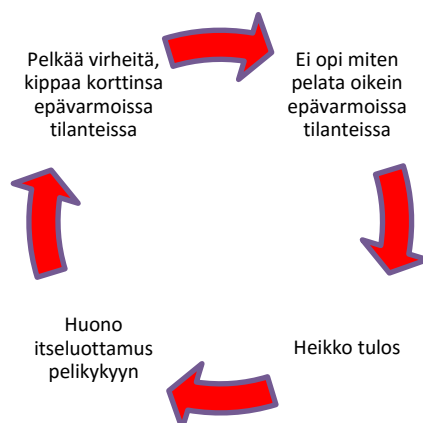 Pelkää virheitä,
kippaa korttinsa
epävarmoissa
tilanteissa
Ei opi miten
pelata oikein
epävarmoissa
tilanteissa
Heikko tulos
Huono
itseluottamus
pelikykyyn